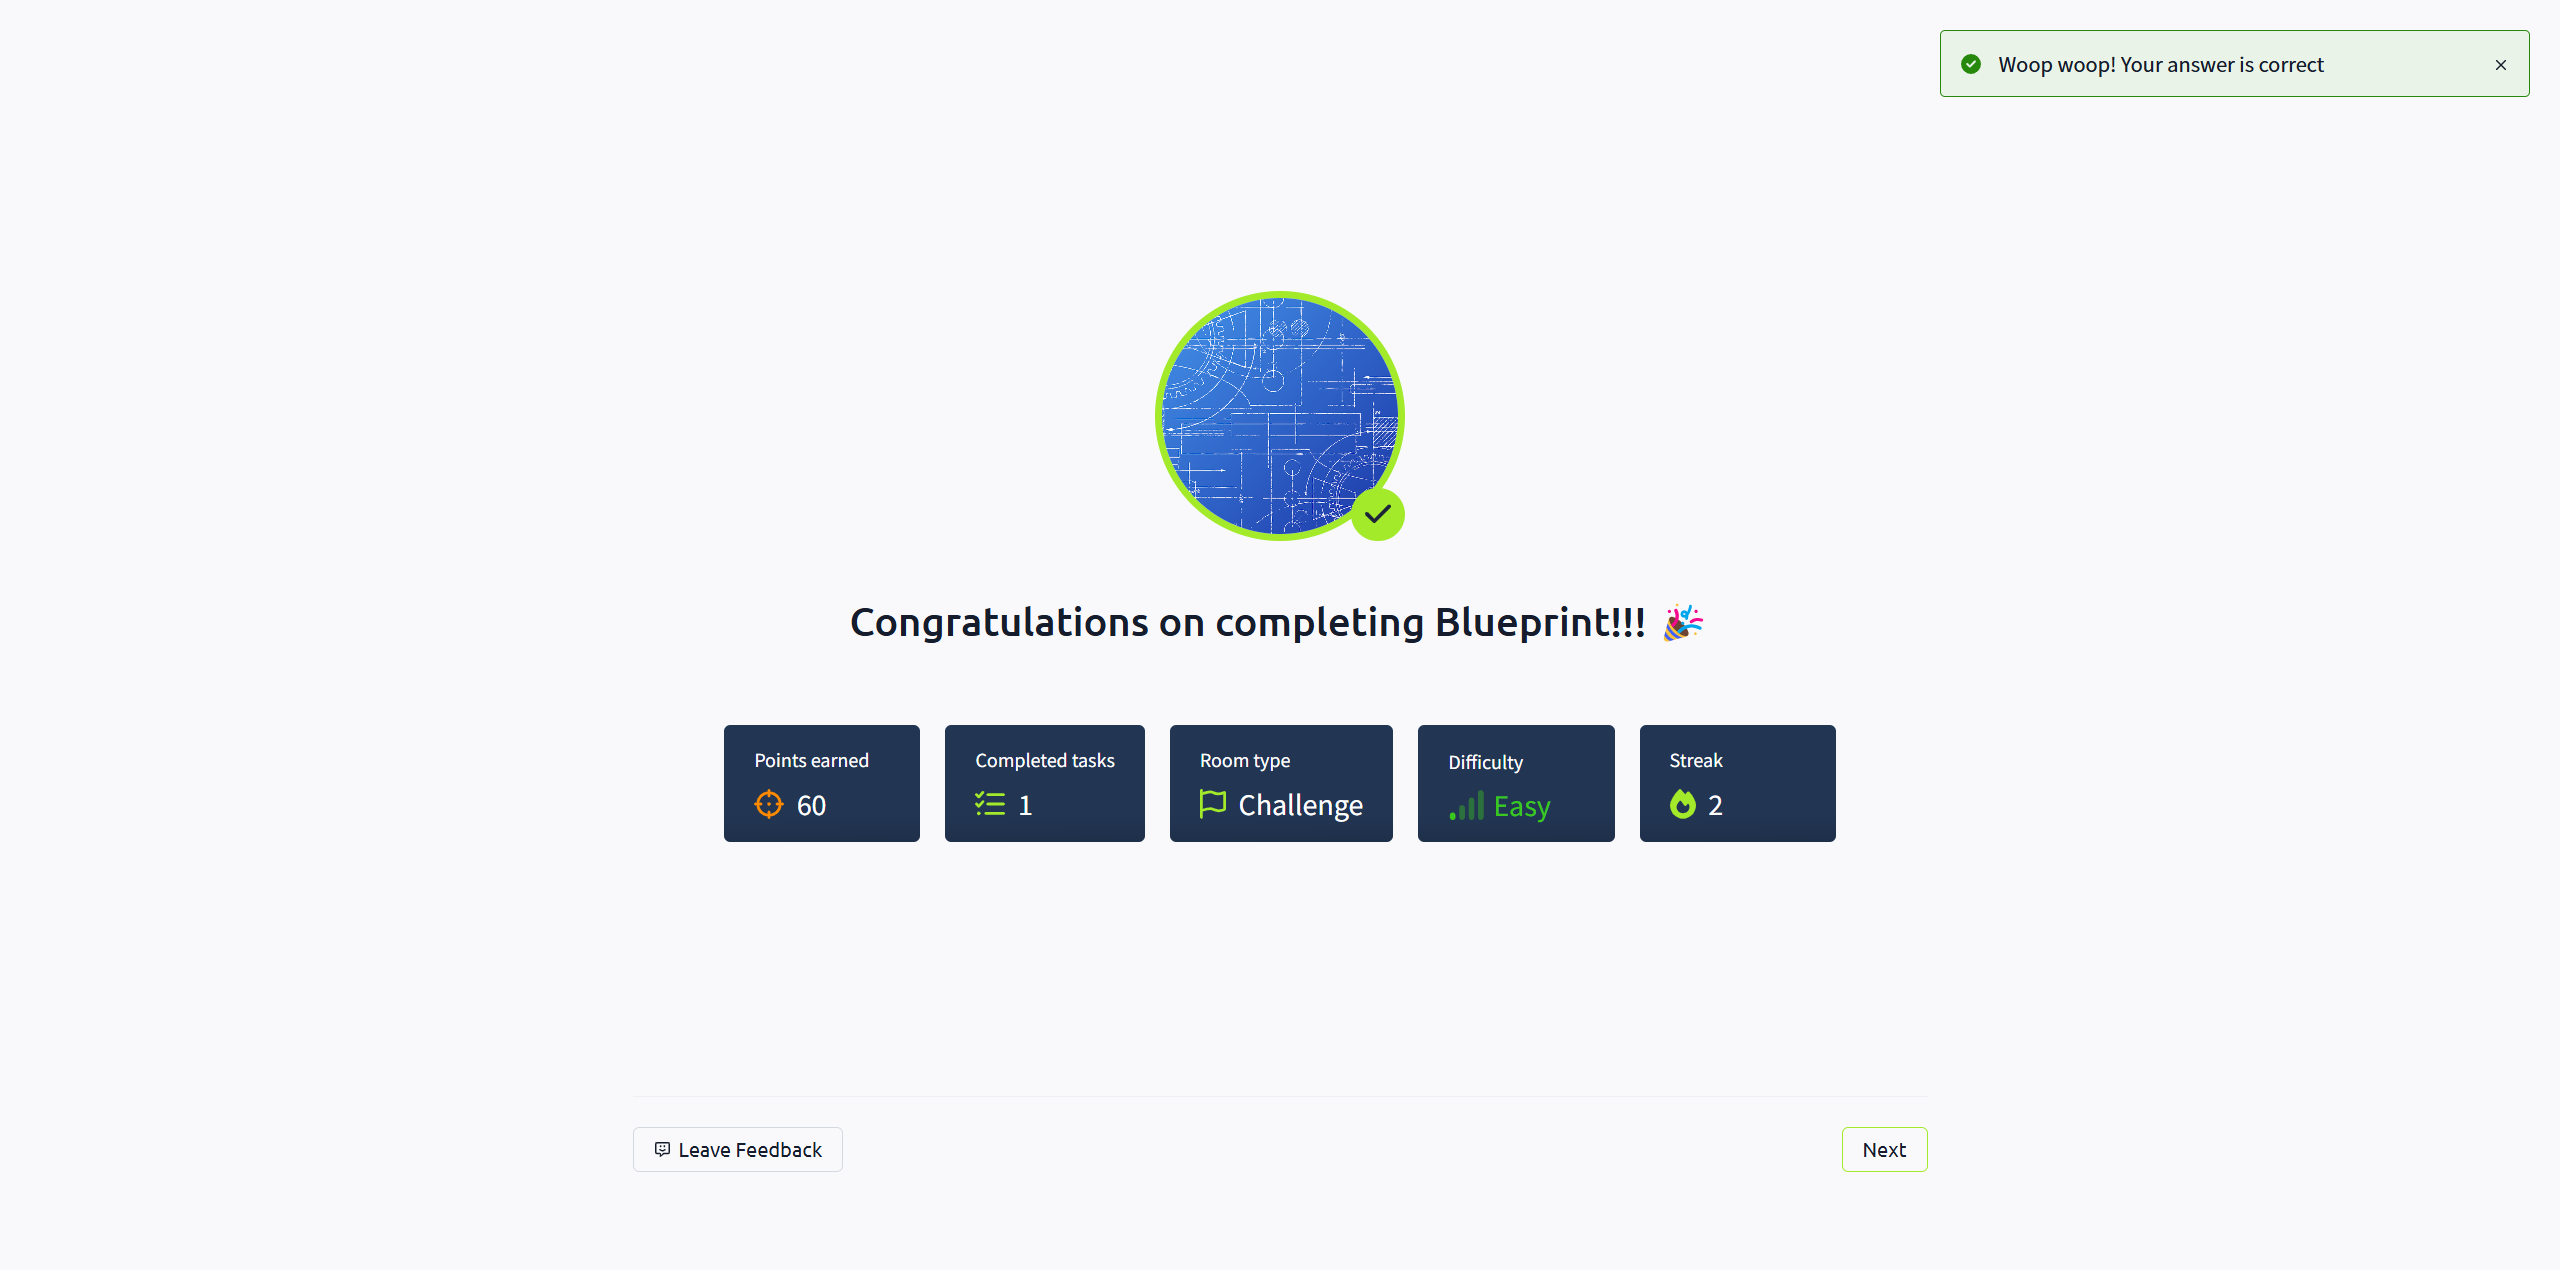 Woop woop! Your answer is correct
Congratulations on completing Blueprint!!! 🎉
Points earned
60
Completed tasks
1
Room type
Challenge
Difficulty
Easy
Streak
2
Leave Feedback
Next